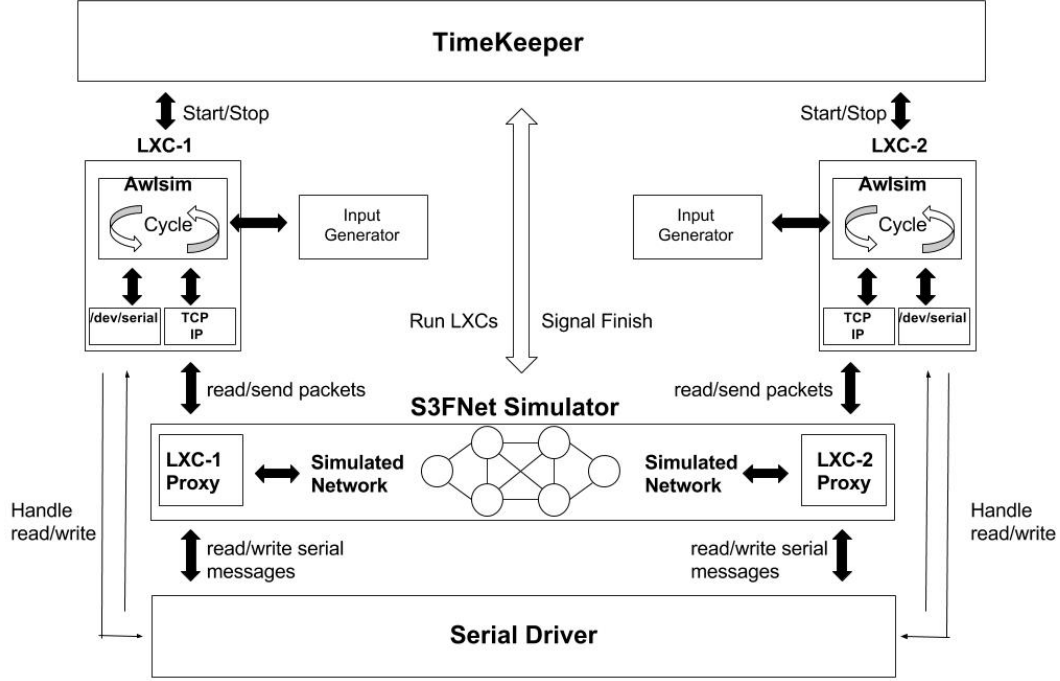 TimeKeeper
Start/Stop
Start/Stop
LXC-1
LXC-2
Awlsim
Cycle
Input
Generator
Input
Generator
Awlsim
Cycle
/dev/serial
TCP
IP
Run LXCs
Signal Finish
TCP
IP
/dev/serial
read/send packets
read/send packets
S3FNet Simulator
LXC-1
Proxy
Simulated
Network
Simulated
Network
LXC-2
Proxy
Handle
read/write
Handle
read/write
read/write serial
messages
read/write serial
messages
Serial Driver